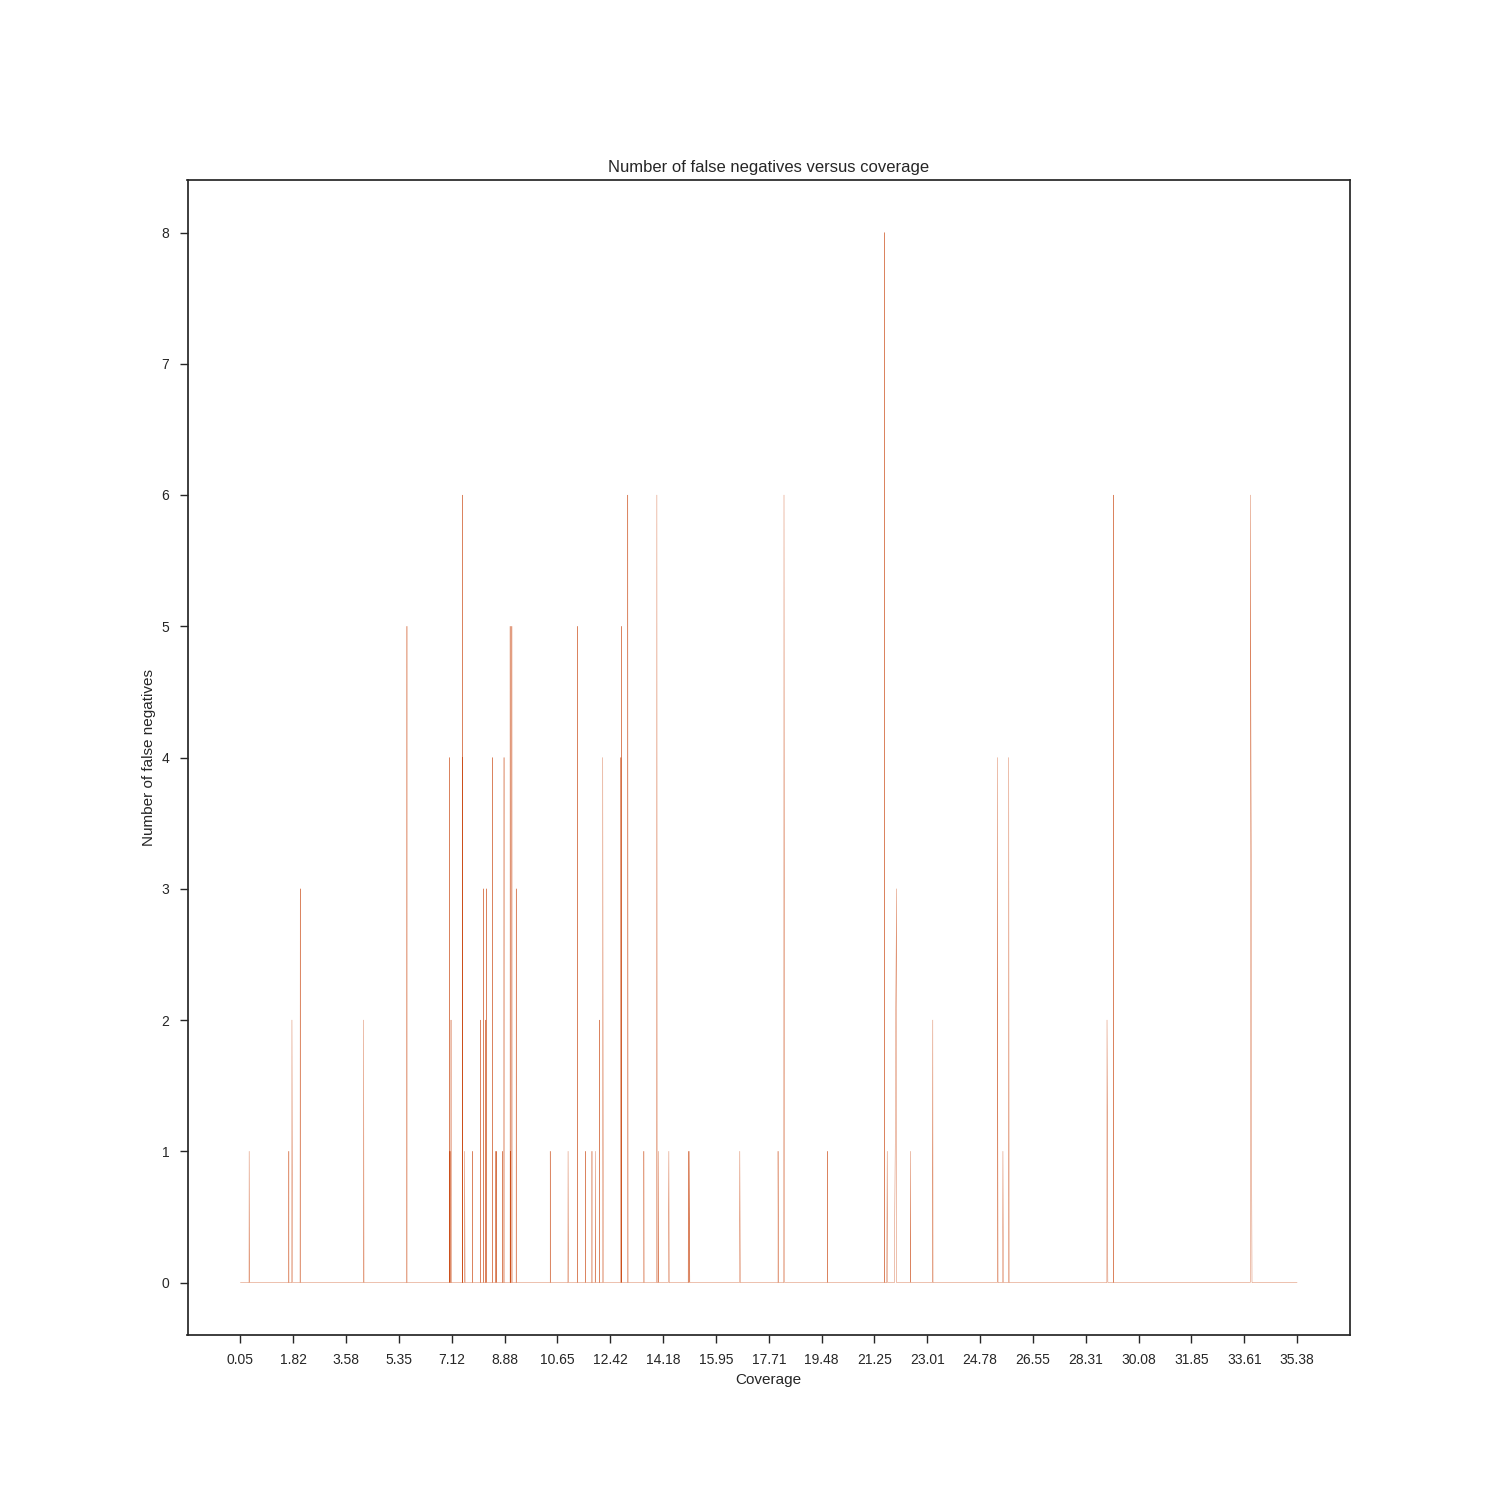 Number of false negatives versus coverage
8
7
6
5
4
3
2
1
0
Number of false negatives
0.05 1.82 3.58 5.35 7.12 8.88 10.65 12.42 14.18 15.95 17.71 19.48 21.25 23.01 24.78 26.55 28.31 30.08 31.85 33.61 35.38
Coverage